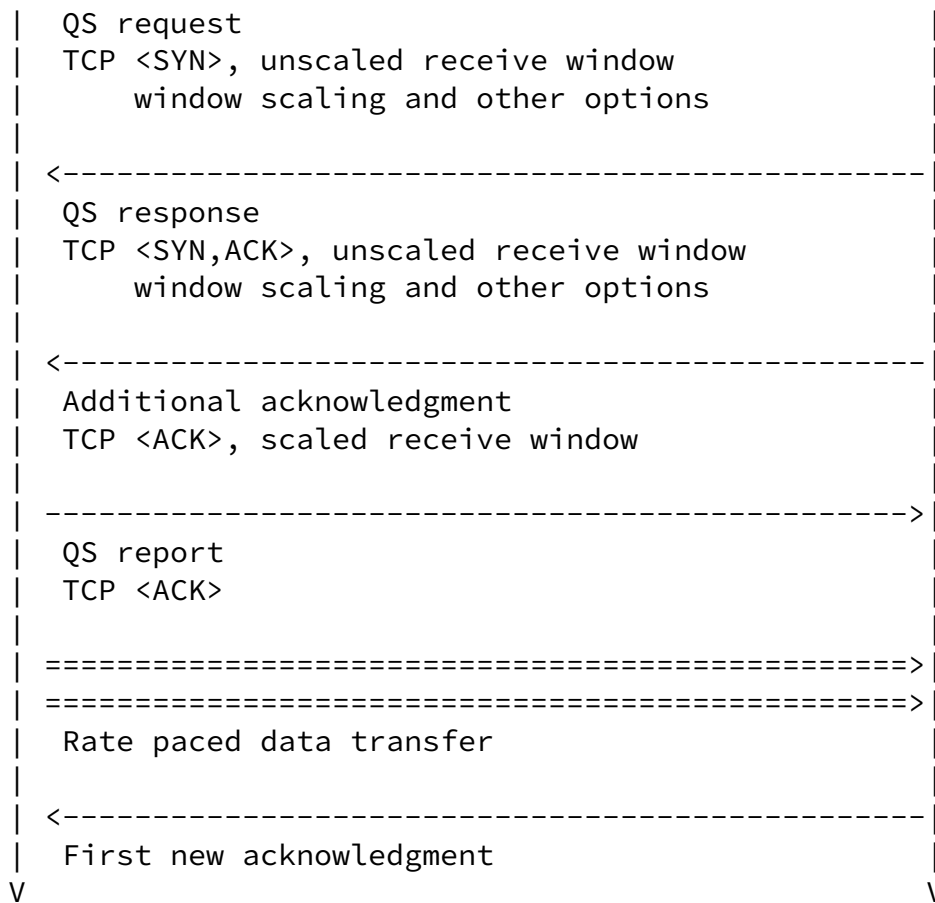 QS request
TCP <SYN>, unscaled receive window
window scaling and other options
<------------------------------------------------
QS response
TCP <SYN,ACK>, unscaled receive window
window scaling and other options
<------------------------------------------------
Additional acknowledgment
TCP <ACK>, scaled receive window
------------------------------------------------>
QS report
TCP <ACK>
================================================>
================================================>
Rate paced data transfer
<------------------------------------------------
First new acknowledgment
V V